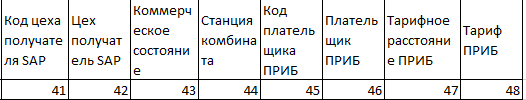 Код цеха получателя SAP	Цех получатель SAP	Коммерческое состояние	Станция комбината	Код плательщика ПРИБ	Плательщик ПРИБ	Тарифное расстояние ПРИБ	Тариф ПРИБ
41	42	43	44	45	46	47	48